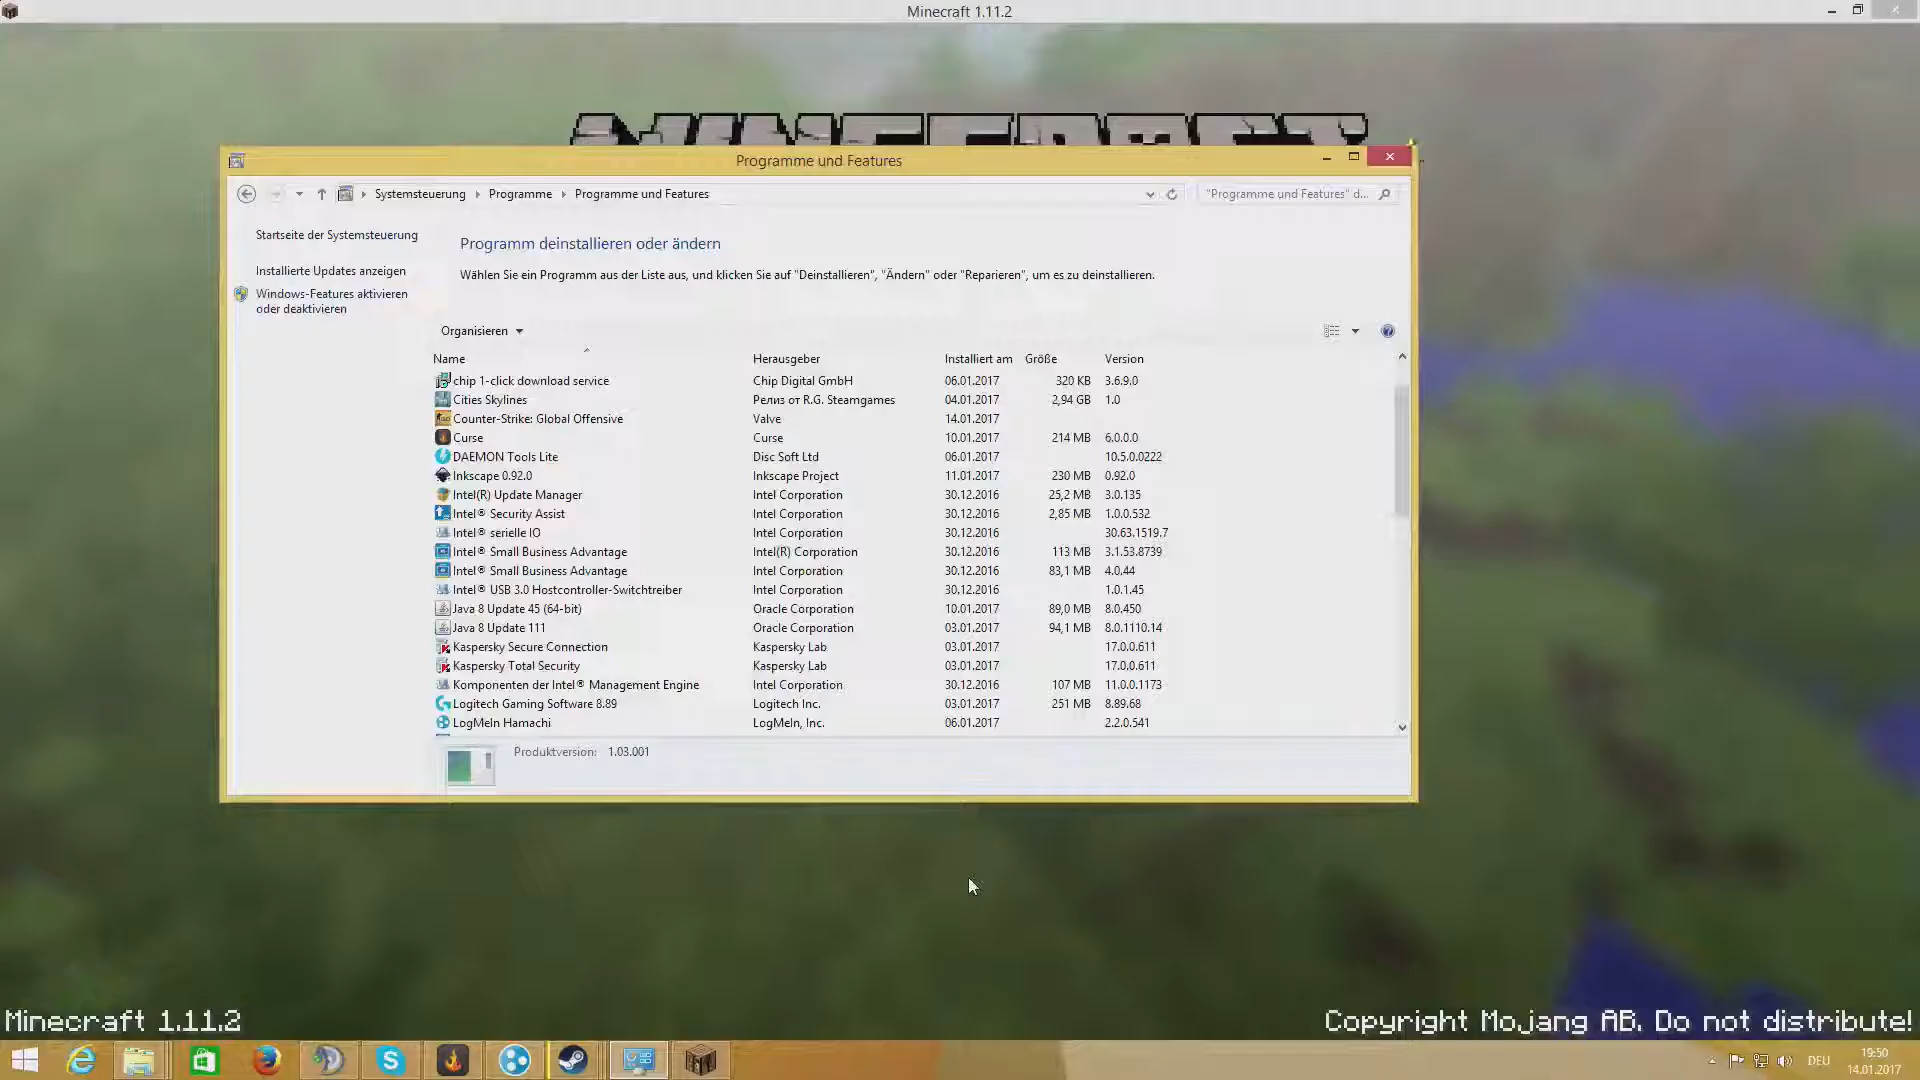 Minecraft 1.11.2
MINECRAFT
Programme und Features
Systemsteuerung Programme Programme und Features "Programme und Features" d...
Startseite der Systemsteuerung
Installierte Updates anzeigen
Windows-Features aktivieren
oder deaktivieren
Programm deinstallieren oder ändern
Wählen Sie ein Programm aus der Liste aus, und klicken Sie auf "Deinstallieren", "Ändern" oder "Reparieren", um es zu deinstallieren.
Organisieren
Name Herausgeber Installiert am Größe Version
chip 1-click download service Chip Digital GmbH 06.01.2017 320 KB 3.6.9.0
Cities Skylines Релиз от R.G. Steamgames 04.01.2017 2,94 GB 1.0
Counter-Strike: Global Offensive Valve 14.01.2017
Curse Curse 10.01.2017 214 MB 6.0.0.0
DAEMON Tools Lite Disc Soft Ltd 06.01.2017 10.5.0.0222
Inkscape 0.92.0 Inkscape Project 11.01.2017 230 MB 0.92.0
Intel(R) Update Manager Intel Corporation 30.12.2016 25,2 MB 3.0.135
Intel® Security Assist Intel Corporation 30.12.2016 2,85 MB 1.0.0.532
Intel® serielle IO Intel Corporation 30.12.2016 30.63.1519.7
Intel® Small Business Advantage Intel(R) Corporation 30.12.2016 113 MB 3.1.53.8739
Intel® Small Business Advantage Intel Corporation 30.12.2016 83,1 MB 4.0.44
Intel® USB 3.0 Hostcontroller-Switchtreiber Intel Corporation 30.12.2016 1.0.1.45
Java 8 Update 45 (64-bit) Oracle Corporation 10.01.2017 89,0 MB 8.0.450
Java 8 Update 111 Oracle Corporation 03.01.2017 94,1 MB 8.0.1110.14
Kaspersky Secure Connection Kaspersky Lab 03.01.2017 17.0.0.611
Kaspersky Total Security Kaspersky Lab 03.01.2017 17.0.0.611
Komponenten der Intel® Management Engine Intel Corporation 30.12.2016 107 MB 11.0.0.1173
Logitech Gaming Software 8.89 Logitech Inc. 03.01.2017 251 MB 8.89.68
LogMeIn Hamachi LogMeIn, Inc. 06.01.2017 2.2.0.541
Produktversion: 1.03.001
Minecraft 1.11.2
Copyright Mojang AB. Do not distribute!
DEU
19:50
14.01.2017